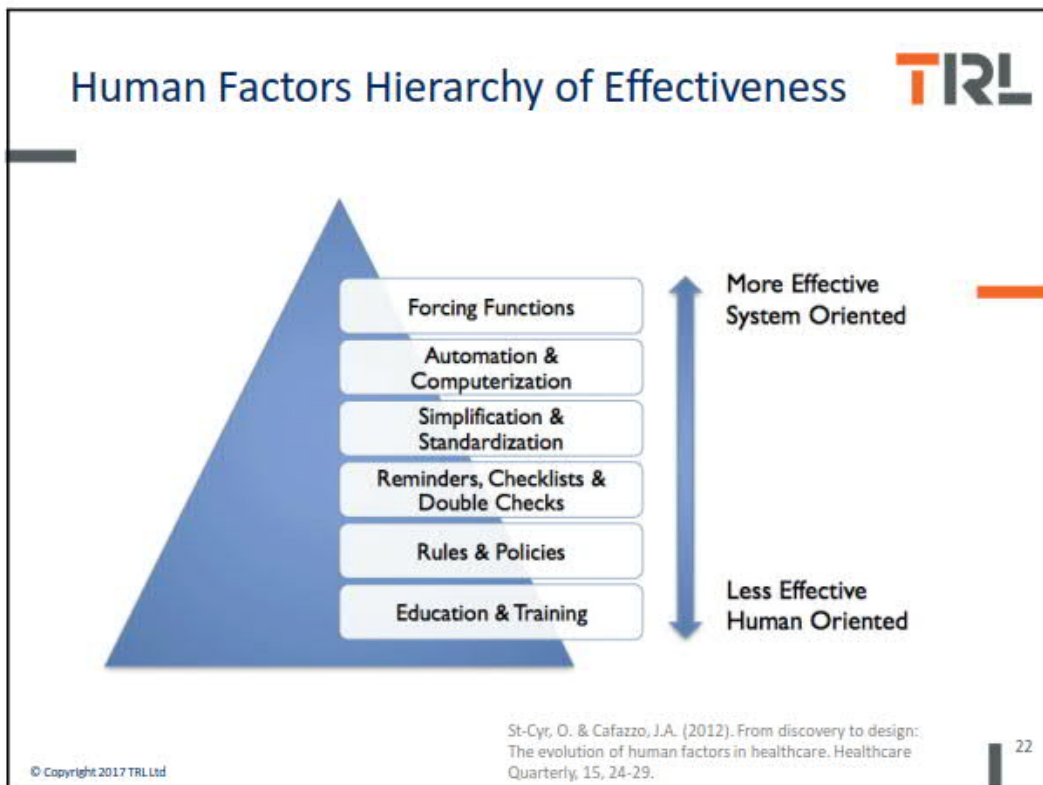 Human Factors Hierarchy of Effectiveness
TRL
Forcing Functions
Automation &
Computerization
Simplification &
Standardization
Reminders, Checklists &
Double Checks
Rules & Policies
Education & Training
More Effective
System Oriented
Less Effective
Human Oriented
St-Cyr, O. & Cafazzo, J.A. (2012). From discovery to design:
The evolution of human factors in healthcare. Healthcare
Quarterly, 15, 24-29.
22
© Copyright 2017 TRL Ltd